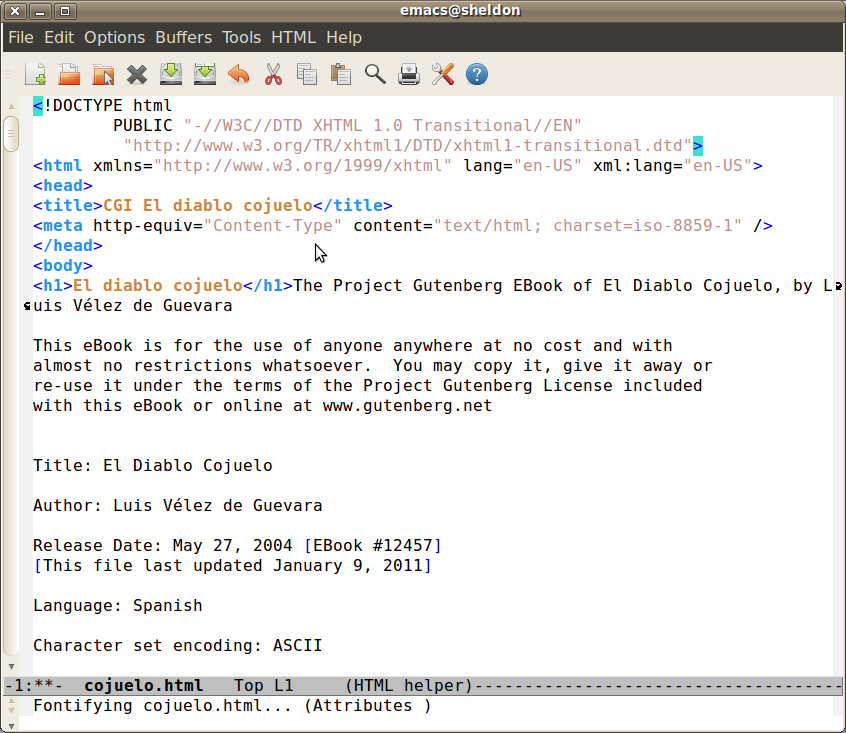 emacs@sheldon
File Edit Options Buffers Tools HTML Help
<!DOCTYPE html
PUBLIC "-//W3C//DTD XHTML 1.0 Transitional//EN"
"http://www.w3.org/TR/xhtml1/DTD/xhtml1-transitional.dtd">
<html xmlns="http://www.w3.org/1999/xhtml" lang="en-US" xml:lang="en-US">
<head>
<title>CGI El diablo cojuelo</title>
<meta http-equiv="Content-Type" content="text/html; charset=iso-8859-1" />
</head>
<body>
<h1>El diablo cojuelo</h1>The Project Gutenberg EBook of El Diablo Cojuelo, by L
uis Vélez de Guevara
This eBook is for the use of anyone anywhere at no cost and with
almost no restrictions whatsoever.  You may copy it, give it away or
re-use it under the terms of the Project Gutenberg License included
with this eBook or online at www.gutenberg.net
Title: El Diablo Cojuelo
Author: Luis Vélez de Guevara
Release Date: May 27, 2004 [EBook #12457]
[This file last updated January 9, 2011]
Language: Spanish
Character set encoding: ASCII
-1:**-  cojuelo.html   Top L1     (HTML helper)-------------------------------------
Fontifying cojuelo.html... (Attributes )